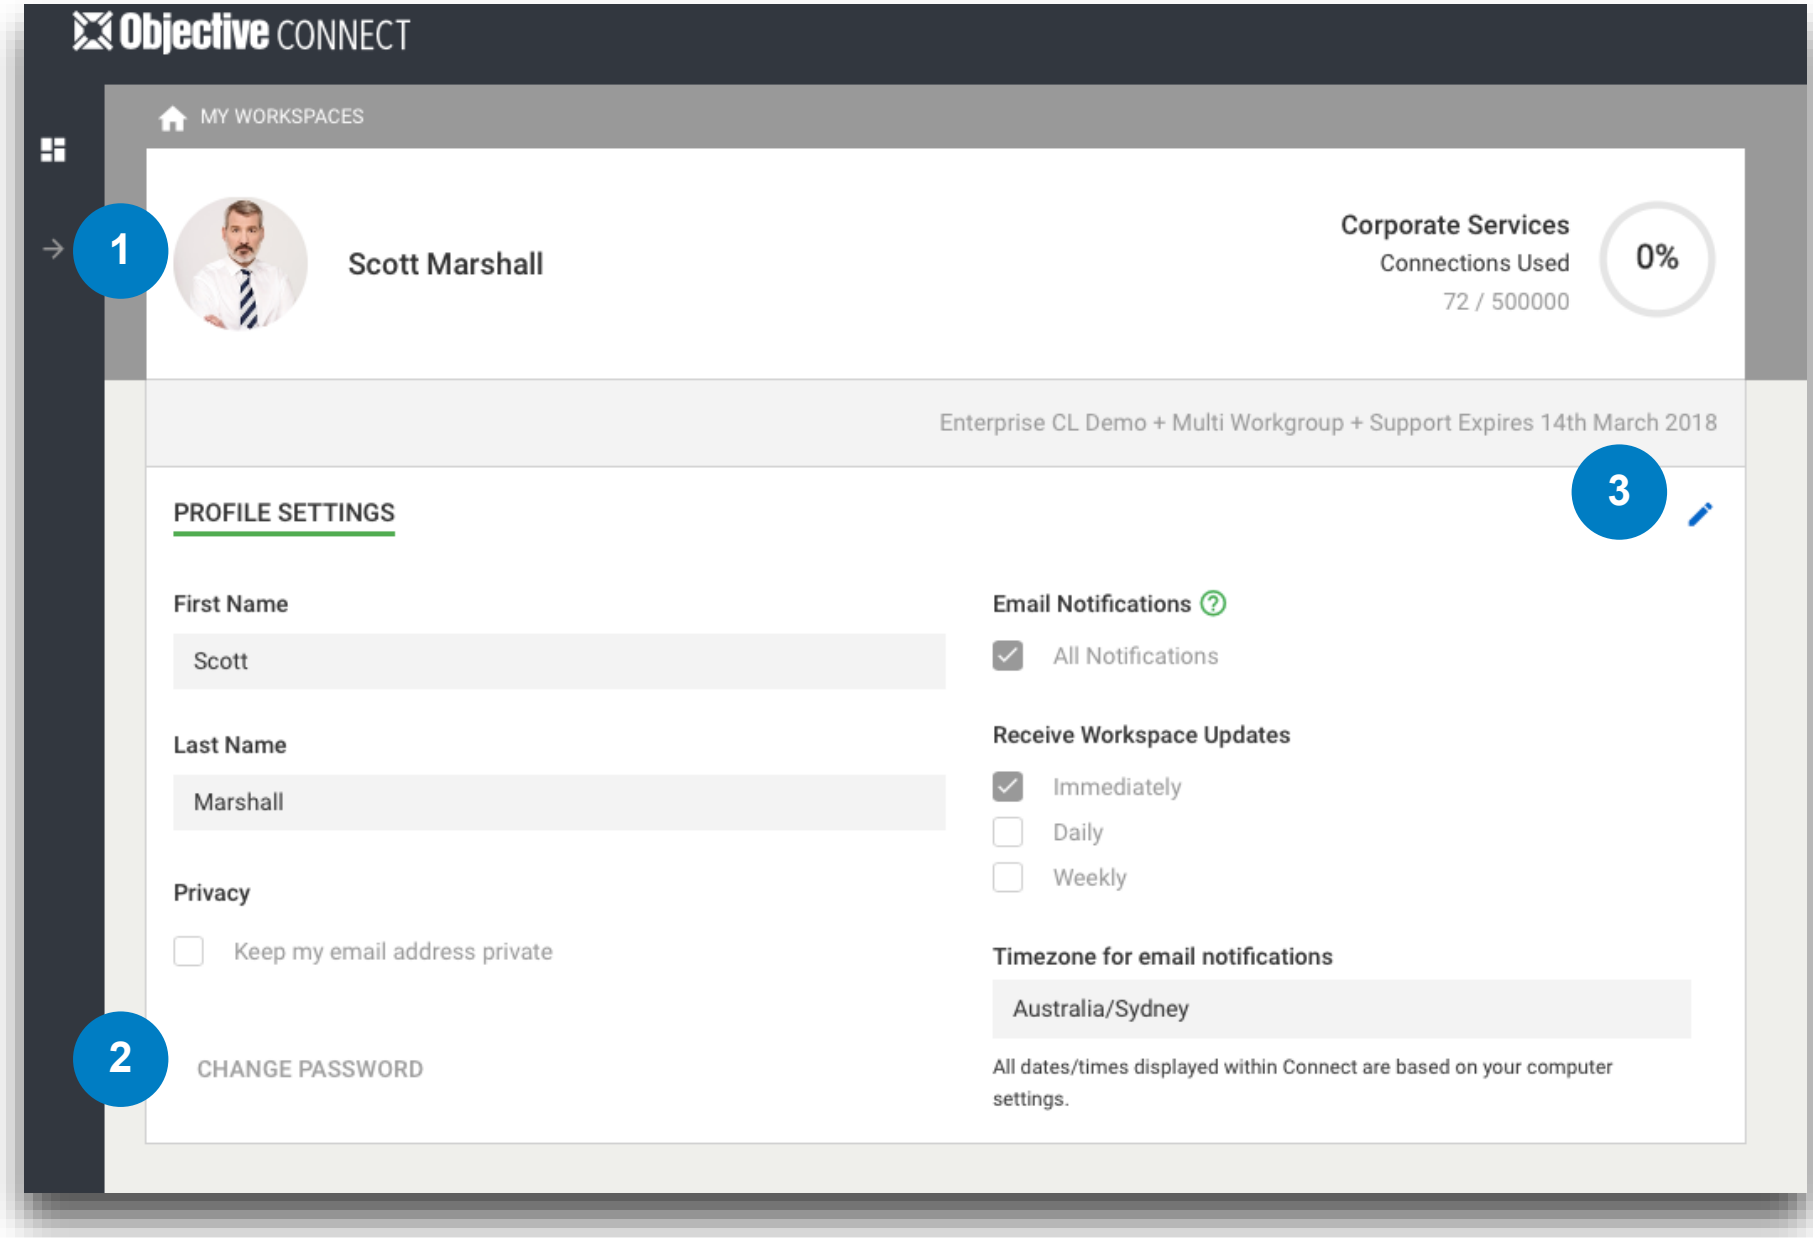 Objective CONNECT
MY WORKSPACES
1
Scott Marshall
Corporate Services
Connections Used
72 / 500000
0%
Enterprise CL Demo + Multi Workgroup + Support Expires 14th March 2018
3
PROFILE SETTINGS
First Name
Scott
Last Name
Marshall
Privacy
Keep my email address private
2
CHANGE PASSWORD
Email Notifications ?
All Notifications
Receive Workspace Updates
Immediately
Daily
Weekly
Timezone for email notifications
Australia/Sydney
All dates/times displayed within Connect are based on your computer
settings.